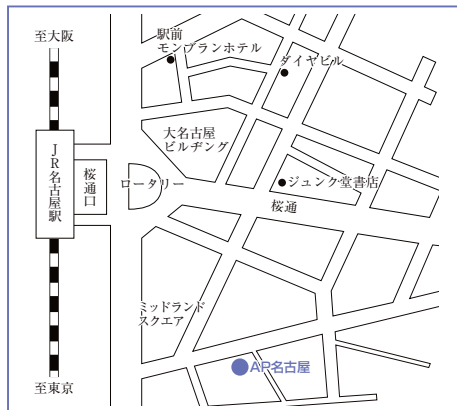 至大阪
駅前
モンブランホテル
ダイヤビル
大名古屋
ビルヂング
JR名古屋駅
桜通口
ロータリー
ジュンク堂書店
桜通
ミッドランド
スクエア
AP名古屋
至東京